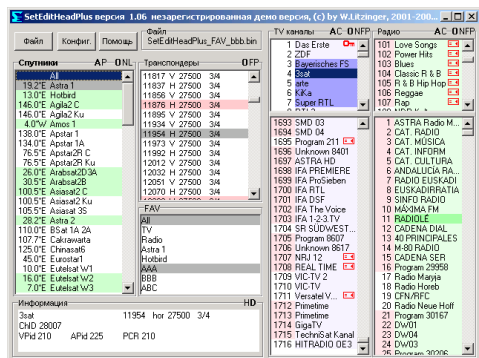 SetEditHeadPlus версия 1.06 незарегистрированная демо версия, (c) by W.Litzinger, 2001-200...
Файл
Конфиг.
Помощь
Файл
SetEditHeadPlus_FAV_bbb.bin
Спутники AP ONL
All
19.2°E Astra 1
13.0°E Hotbird
146.0°E Agila2 C
146.0°E Agila2 Ku
4.0°W Amos 1
138.0°E Apstar 1
134.0°E Apstar 1A
76.5°E Apstar2R C
76.5°E Apstar2R Ku
26.0°E Arabsat2D3A
30.5°E Arabsat2B
100.5°E Asiasat2 C
100.5°E Asiasat2 Ku
105.5°E Asiasat 3S
28.2°E Astra 2
110.0°E BSat 1A 2A
107.7°E Cakrawarta
125.0°E Chinasat6
45.0°E Eurostar1
10.0°E Eutelsat W1
16.0°E Eutelsat W2
7.0°E Eutelsat W3
Транспондеры OFP
11817 V 27500 3/4
11837 H 27500 3/4
11856 V 27500 3/4
11876 H 27500 3/4
11895 V 27500 3/4
11934 V 27500 3/4
11954 H 27500 3/4
11973 V 27500 3/4
11992 H 27500 3/4
12012 V 27500 3/4
12032 H 27500 3/4
12051 V 27500 3/4
12070 H 27500 3/4
FAV
All
TV
Radio
Astra 1
Hotbird
AAA
BBB
ABC
Информация HD
3sat 11954 hor 27500 3/4
ChID 28007
VPid 210 APid 225 PCR 210
TV каналы AC ONFP
1 Das Erste
2 ZDF
3 Bayerisches FS
4 3sat
5 arte
6 KiKa
7 Super RTL
1693 SMD 03
1694 SMD 04
1695 Program 211
1696 Unknown 8401
1697 ASTRA HD
1698 IFA PREMIERE
1699 IFA ProSieben
1700 IFA RTL
1701 IFA DSF
1702 IFA The Voice
1703 IFA 1-2-3.TV
1704 SR SÜDWEST...
1705 Program 8607
1706 Unknown 8617
1707 NRJ 12
1708 REAL TIME
1709 VIC-TV 2
1710 VIC-TV
1711 Versatel V...
1712 Primetime
1713 Primetime
1714 GigaTV
1715 TechniSat Kanal
1716 HITRADIO OE3
Радио AC ONFP
101 Love Songs
102 Power Hits
103 Blues
104 Classic R & B
105 R & B Hip Hop
106 Reggae
107 Rap
1 ASTRA Radio M...
2 CAT. RADIO
3 CAT. MÚSICA
4 CAT. INFORM
5 CAT. CULTURA
6 ANDALUCÍA RA...
7 RADIO EUSKADI
8 EUSKADIRRATIA
9 SINFO RADIO
10 MÁXIMA FM
11 RADIOLÉ
12 CADENA DIAL
13 40 PRINCIPALES
14 M-80 RADIO
15 CADENA SER
16 Program 29958
17 Radio Maryja
18 Radio Horeb
19 CFN/RFC
20 Radio Neue Hoff
21 Program 30167
22 DW01
23 DW04
24 DW03
25 Program 30206